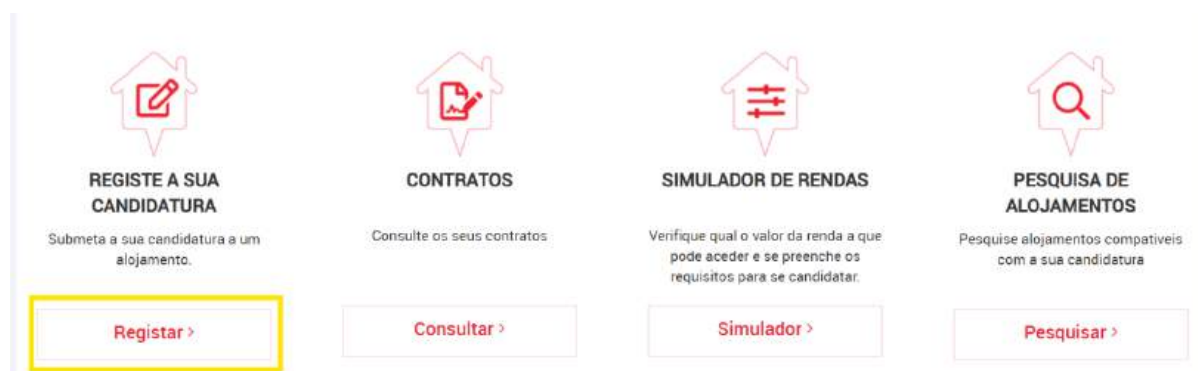 REGISTE A SUA
CANDIDATURA
Submeta a sua candidatura a um
alojamento.
Registar >
CONTRATOS
Consulte os seus contratos
Consultar >
SIMULADOR DE RENDAS
Verifique qual o valor da renda a que
pode aceder e se preenche os
requisitos para se candidatar.
Simulador >
PESQUISA DE
ALOJAMENTOS
Pesquise alojamentos compativeis
com a sua candidatura
Pesquisar >